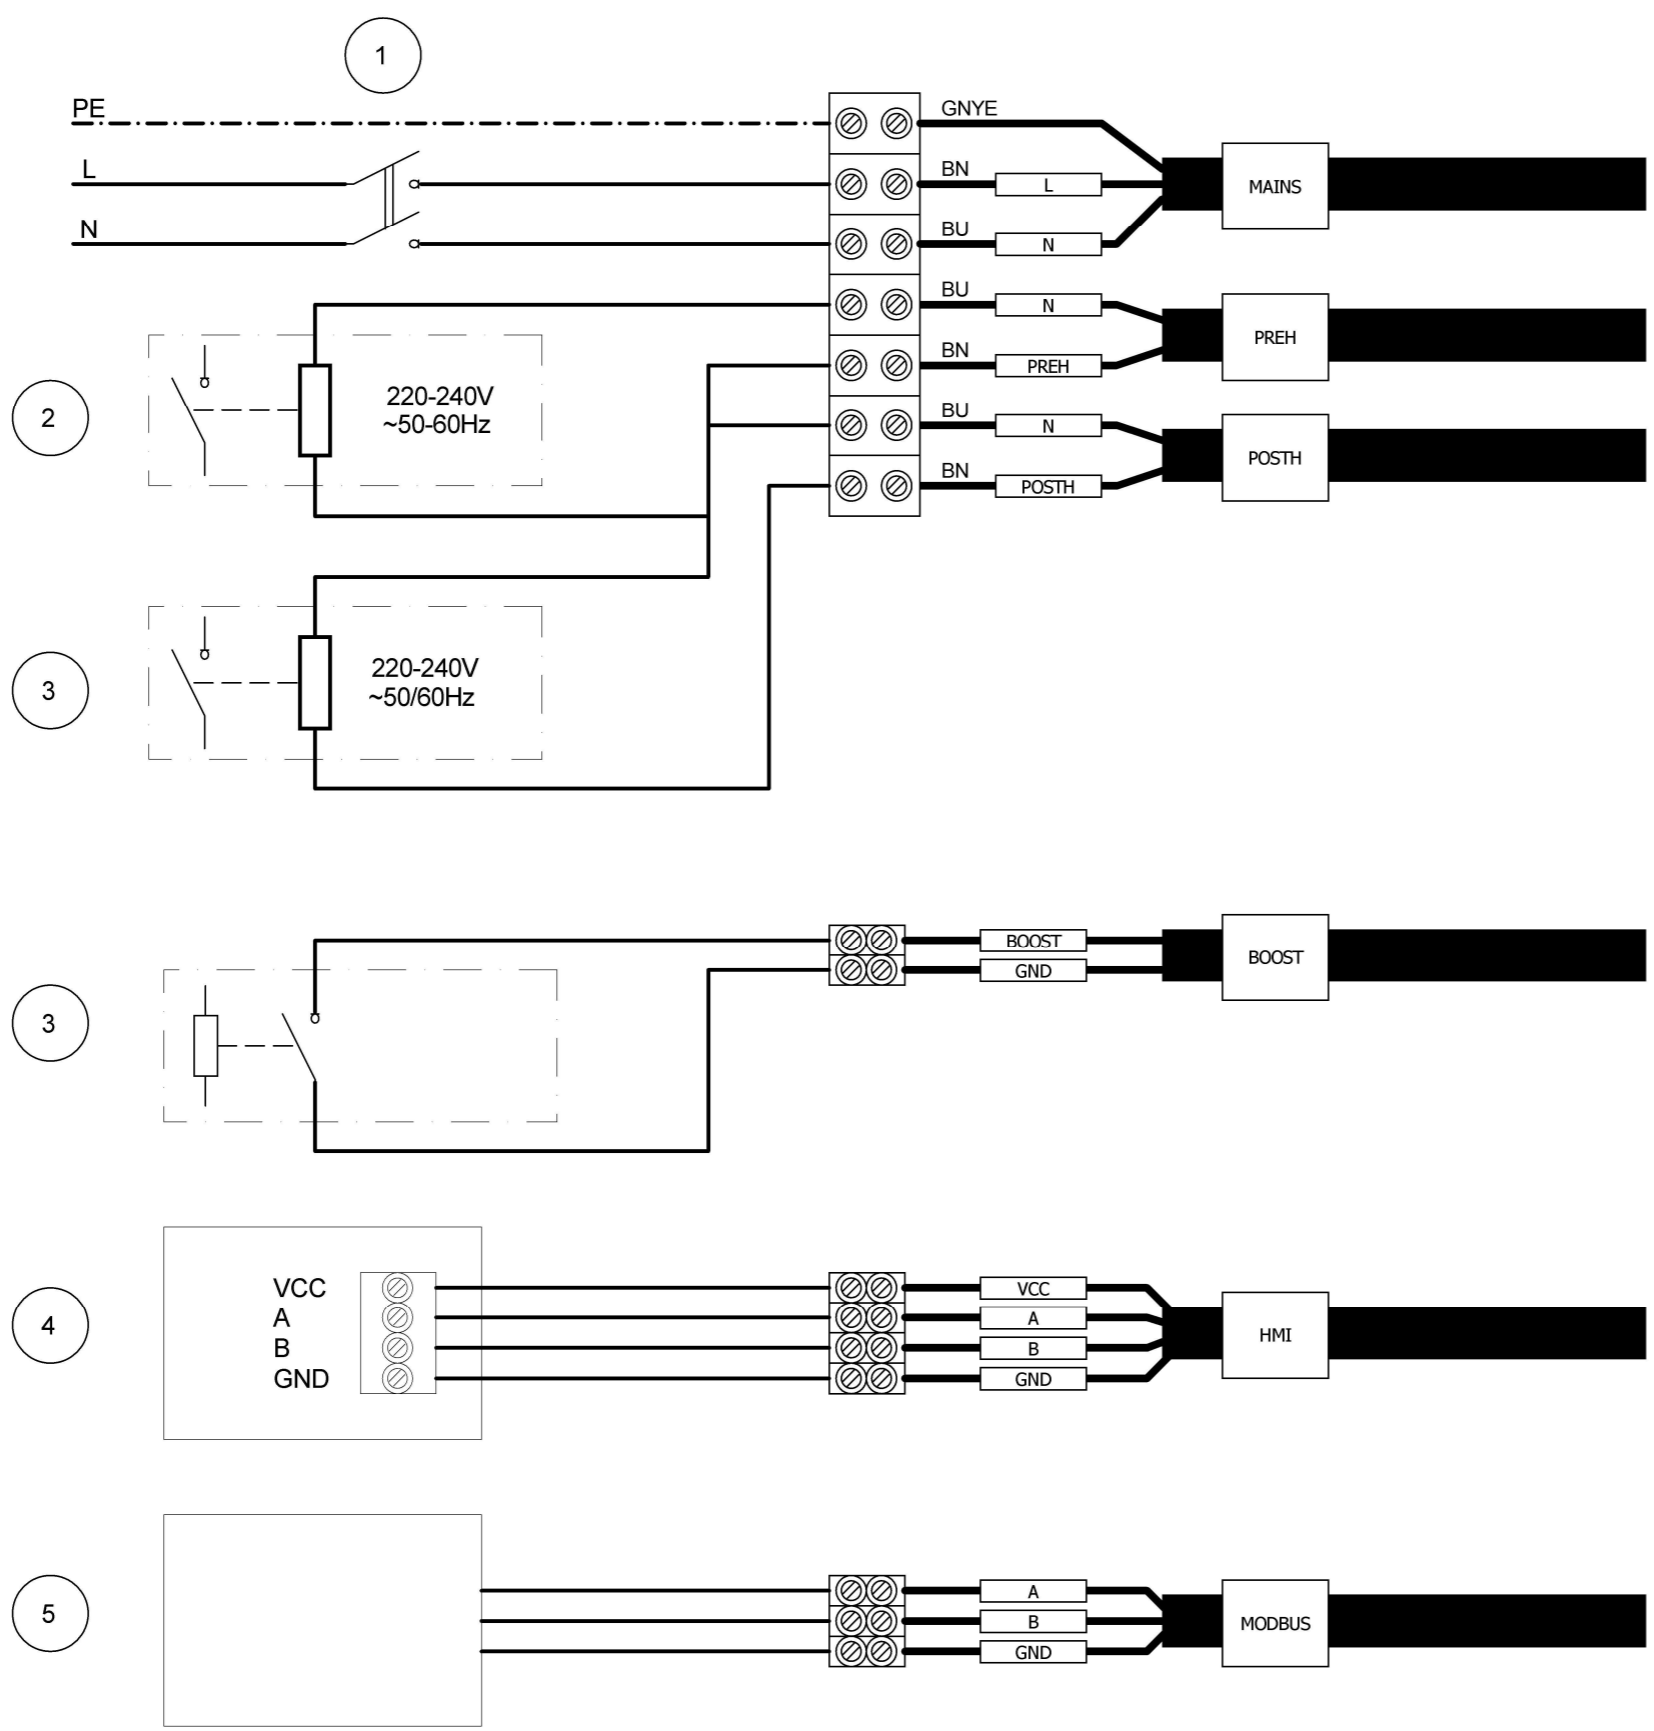 1
PE
GNYE
L
BN
L
MAINS
N
BU
N
BU
N
PREH
2
220-240V
~50-60Hz
BN
PREH
BU
N
POSTH
BN
POSTH
3
220-240V
~50/60Hz
BOOST
GND
BOOST
3
4
VCC
A
B
GND
VCC
A
B
GND
HMI
5
A
B
GND
MODBUS